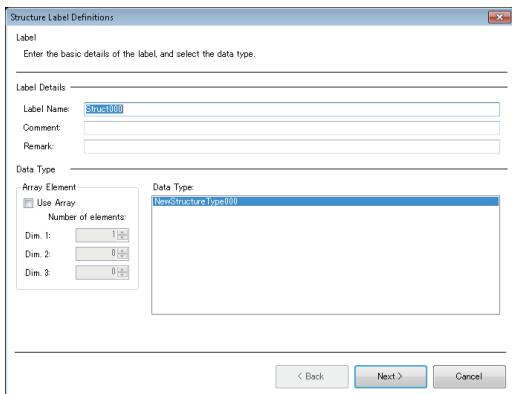 Structure Label Definitions
Label
Enter the basic details of the label, and select the data type.
Label Details
Label Name: Struct000
Comment:
Remark:
Data Type
Array Element
Use Array
Number of elements:
Dim. 1: 1
Dim. 2: 0
Dim. 3: 0
Data Type:
NewStructureType000
< Back Next > Cancel